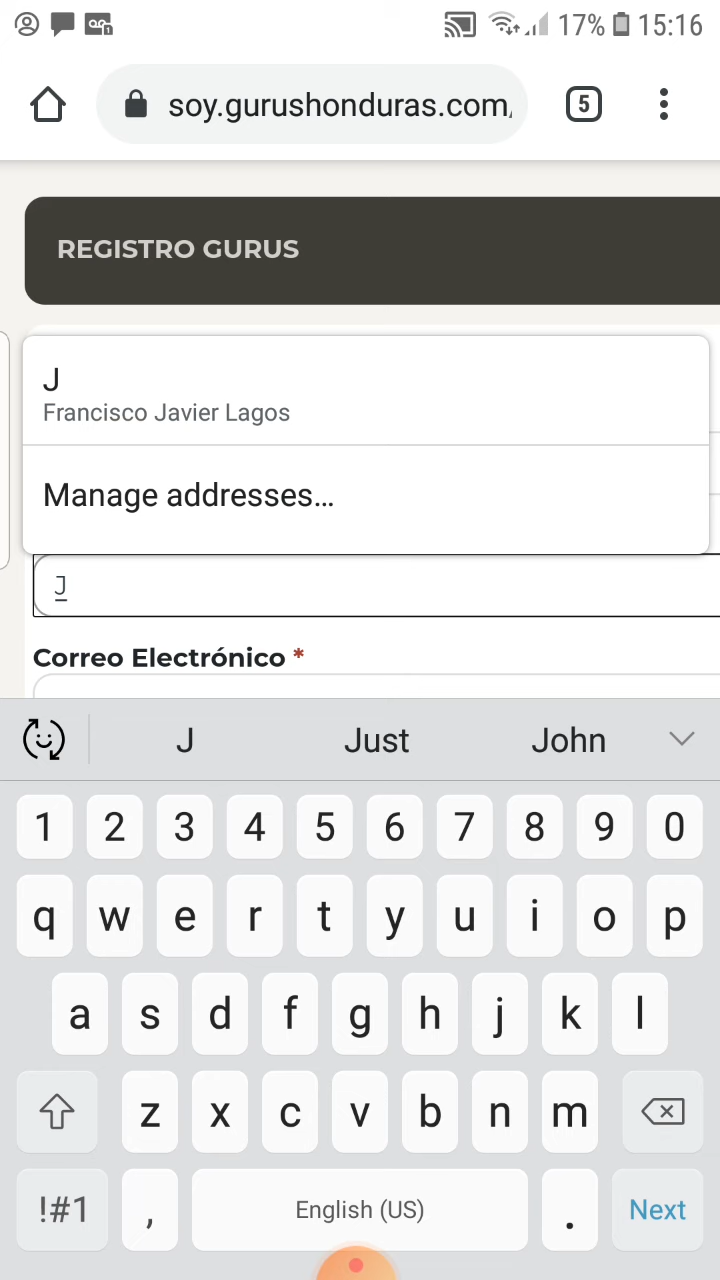 17% 15:16
soy.gurushonduras.com/
5
REGISTRO GURUS
J
Francisco Javier Lagos
Manage addresses...
J
Correo Electrónico *
J Just John
1 2 3 4 5 6 7 8 9 0
q w e r t y u i o p
a s d f g h j k l
z x c v b n m
!#1 , English (US) . Next